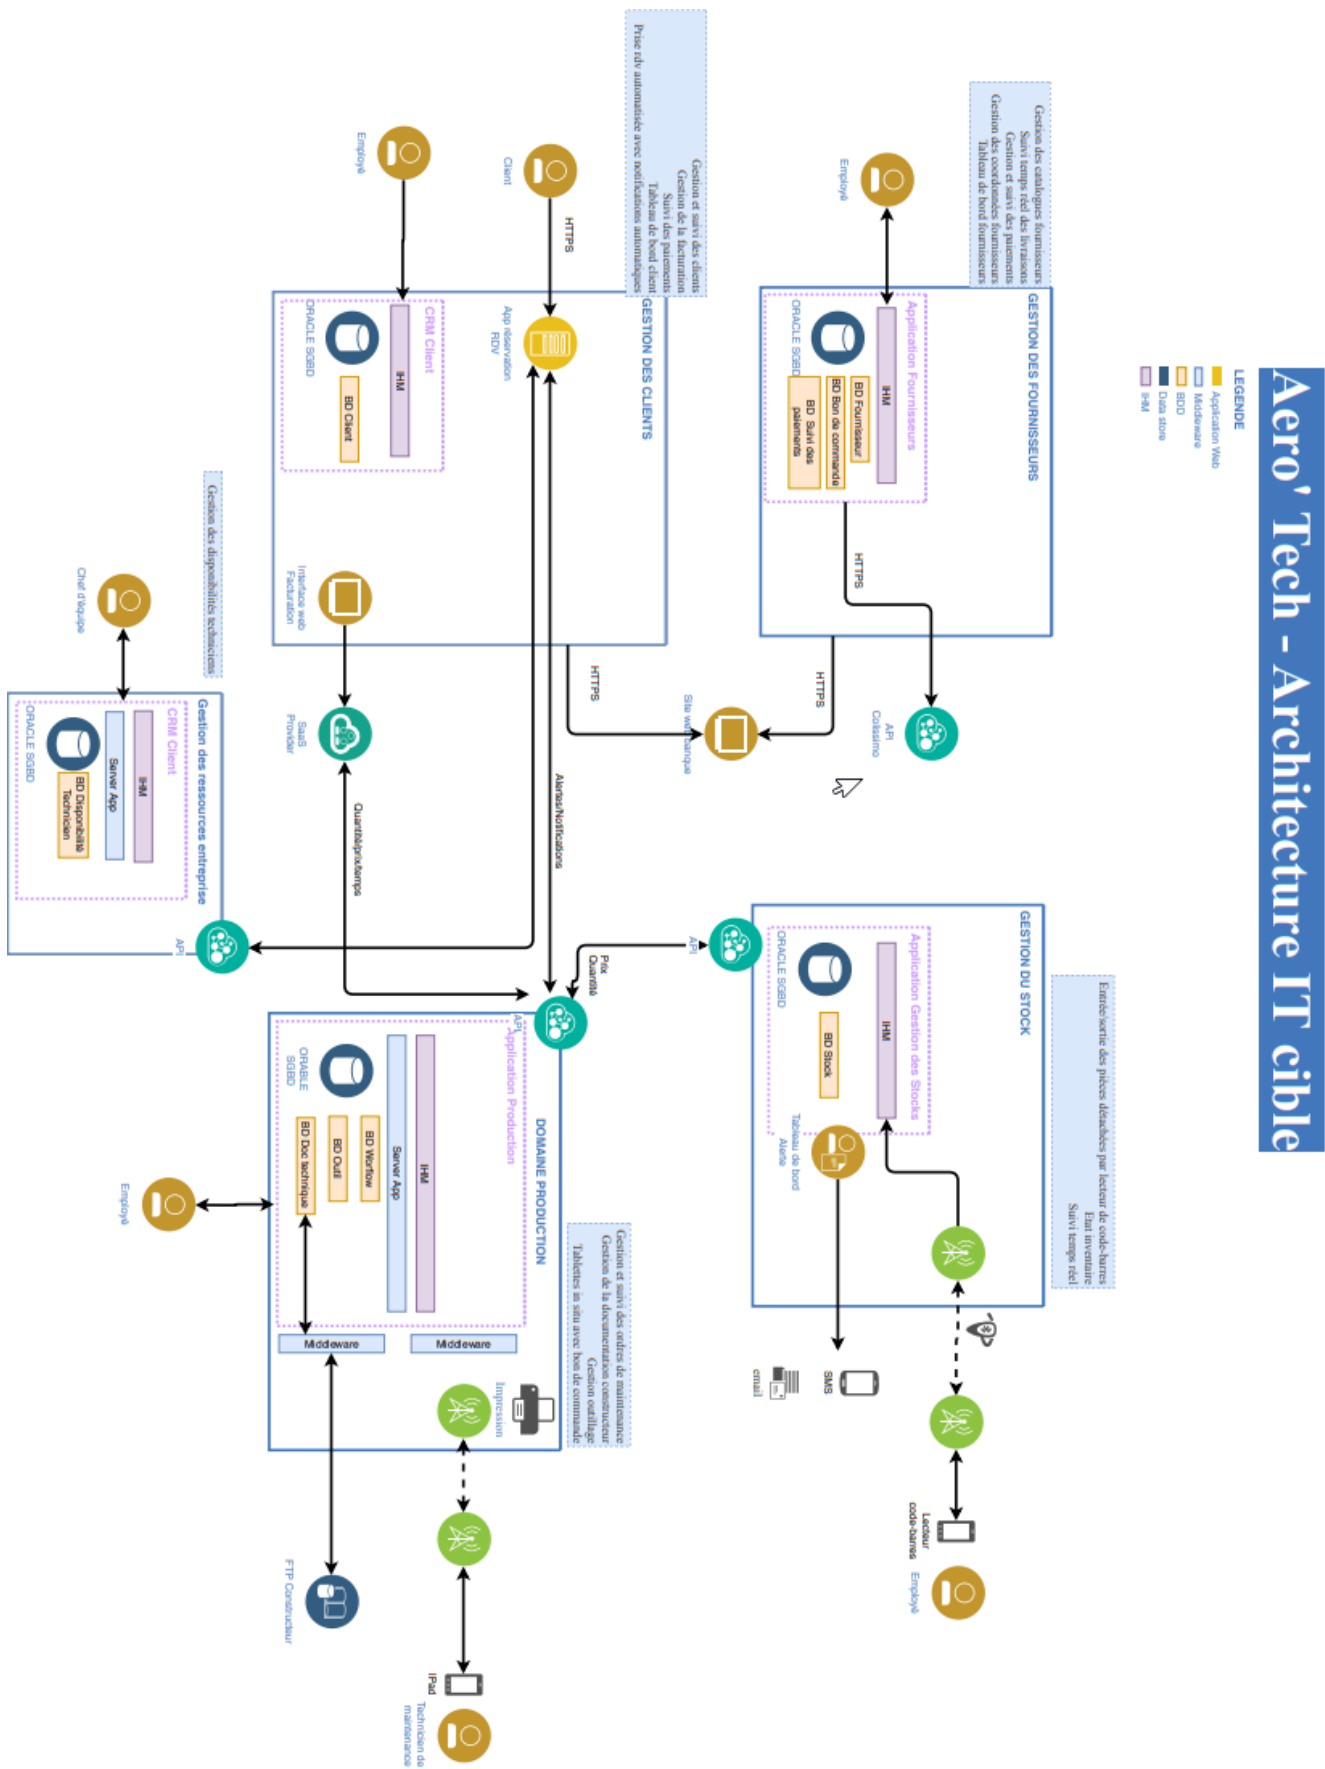 Aero' Tech - Architecture IT cible
LEGENDE
Application Web
Middleware
BDD
Data store
IHM
Gestion des catalogues fournisseurs
Suivi temps réel des livraisons
Gestion et suivi des paiements
Gestion des coordonnées fournisseurs
Tableau de bord fournisseurs
Employé
GESTION DES FOURNISSEURS
Application Fournisseurs
IHM
BD Fournisseur
BD Bon de commande
BD Suivi des
paiements
ORACLE SGBD
HTTPS
API
Colissimo
HTTPS
Site web banque
Entrée/sortie des pièces détachées par lecteur de code-barres
Etat inventaire
Suivi temps réel
GESTION DU STOCK
Application Gestion des Stocks
IHM
BD Stock
ORACLE SGBD
Tableau de bord
Alerte
API
SMS
email
Lecteur
code-barres
Employé
Prix
Quantité
Gestion et suivi des clients
Gestion de la facturation
Suivi des paiements
Tableau de bord client
Prise rdv automatisée avec notifications automatiques
Client
HTTPS
Employé
GESTION DES CLIENTS
App réservation
RDV
CRM Client
IHM
BD Client
ORACLE SGBD
Interface web
Facturation
HTTPS
SaaS
Provider
Alertes/Notifications
Quantité/prix/temps
Gestion et suivi des ordres de maintenance
Gestion de la documentation constructeur
Gestion outillage
Tablettes in situ avec bon de commande
DOMAINE PRODUCTION
API
Application Production
IHM
Server App
BD Worflow
BD Outil
BD Doc technique
ORABLE
SGBD
Middleware
Middleware
Impression
Employé
FTP Constructeur
IPad
Technicien de
maintenance
Gestion des disponibilités techniciens
Chef d'équipe
Gestion des ressources entreprise
CRM Client
IHM
Server App
BD Disponibilité
Technicien
ORACLE SGBD
API